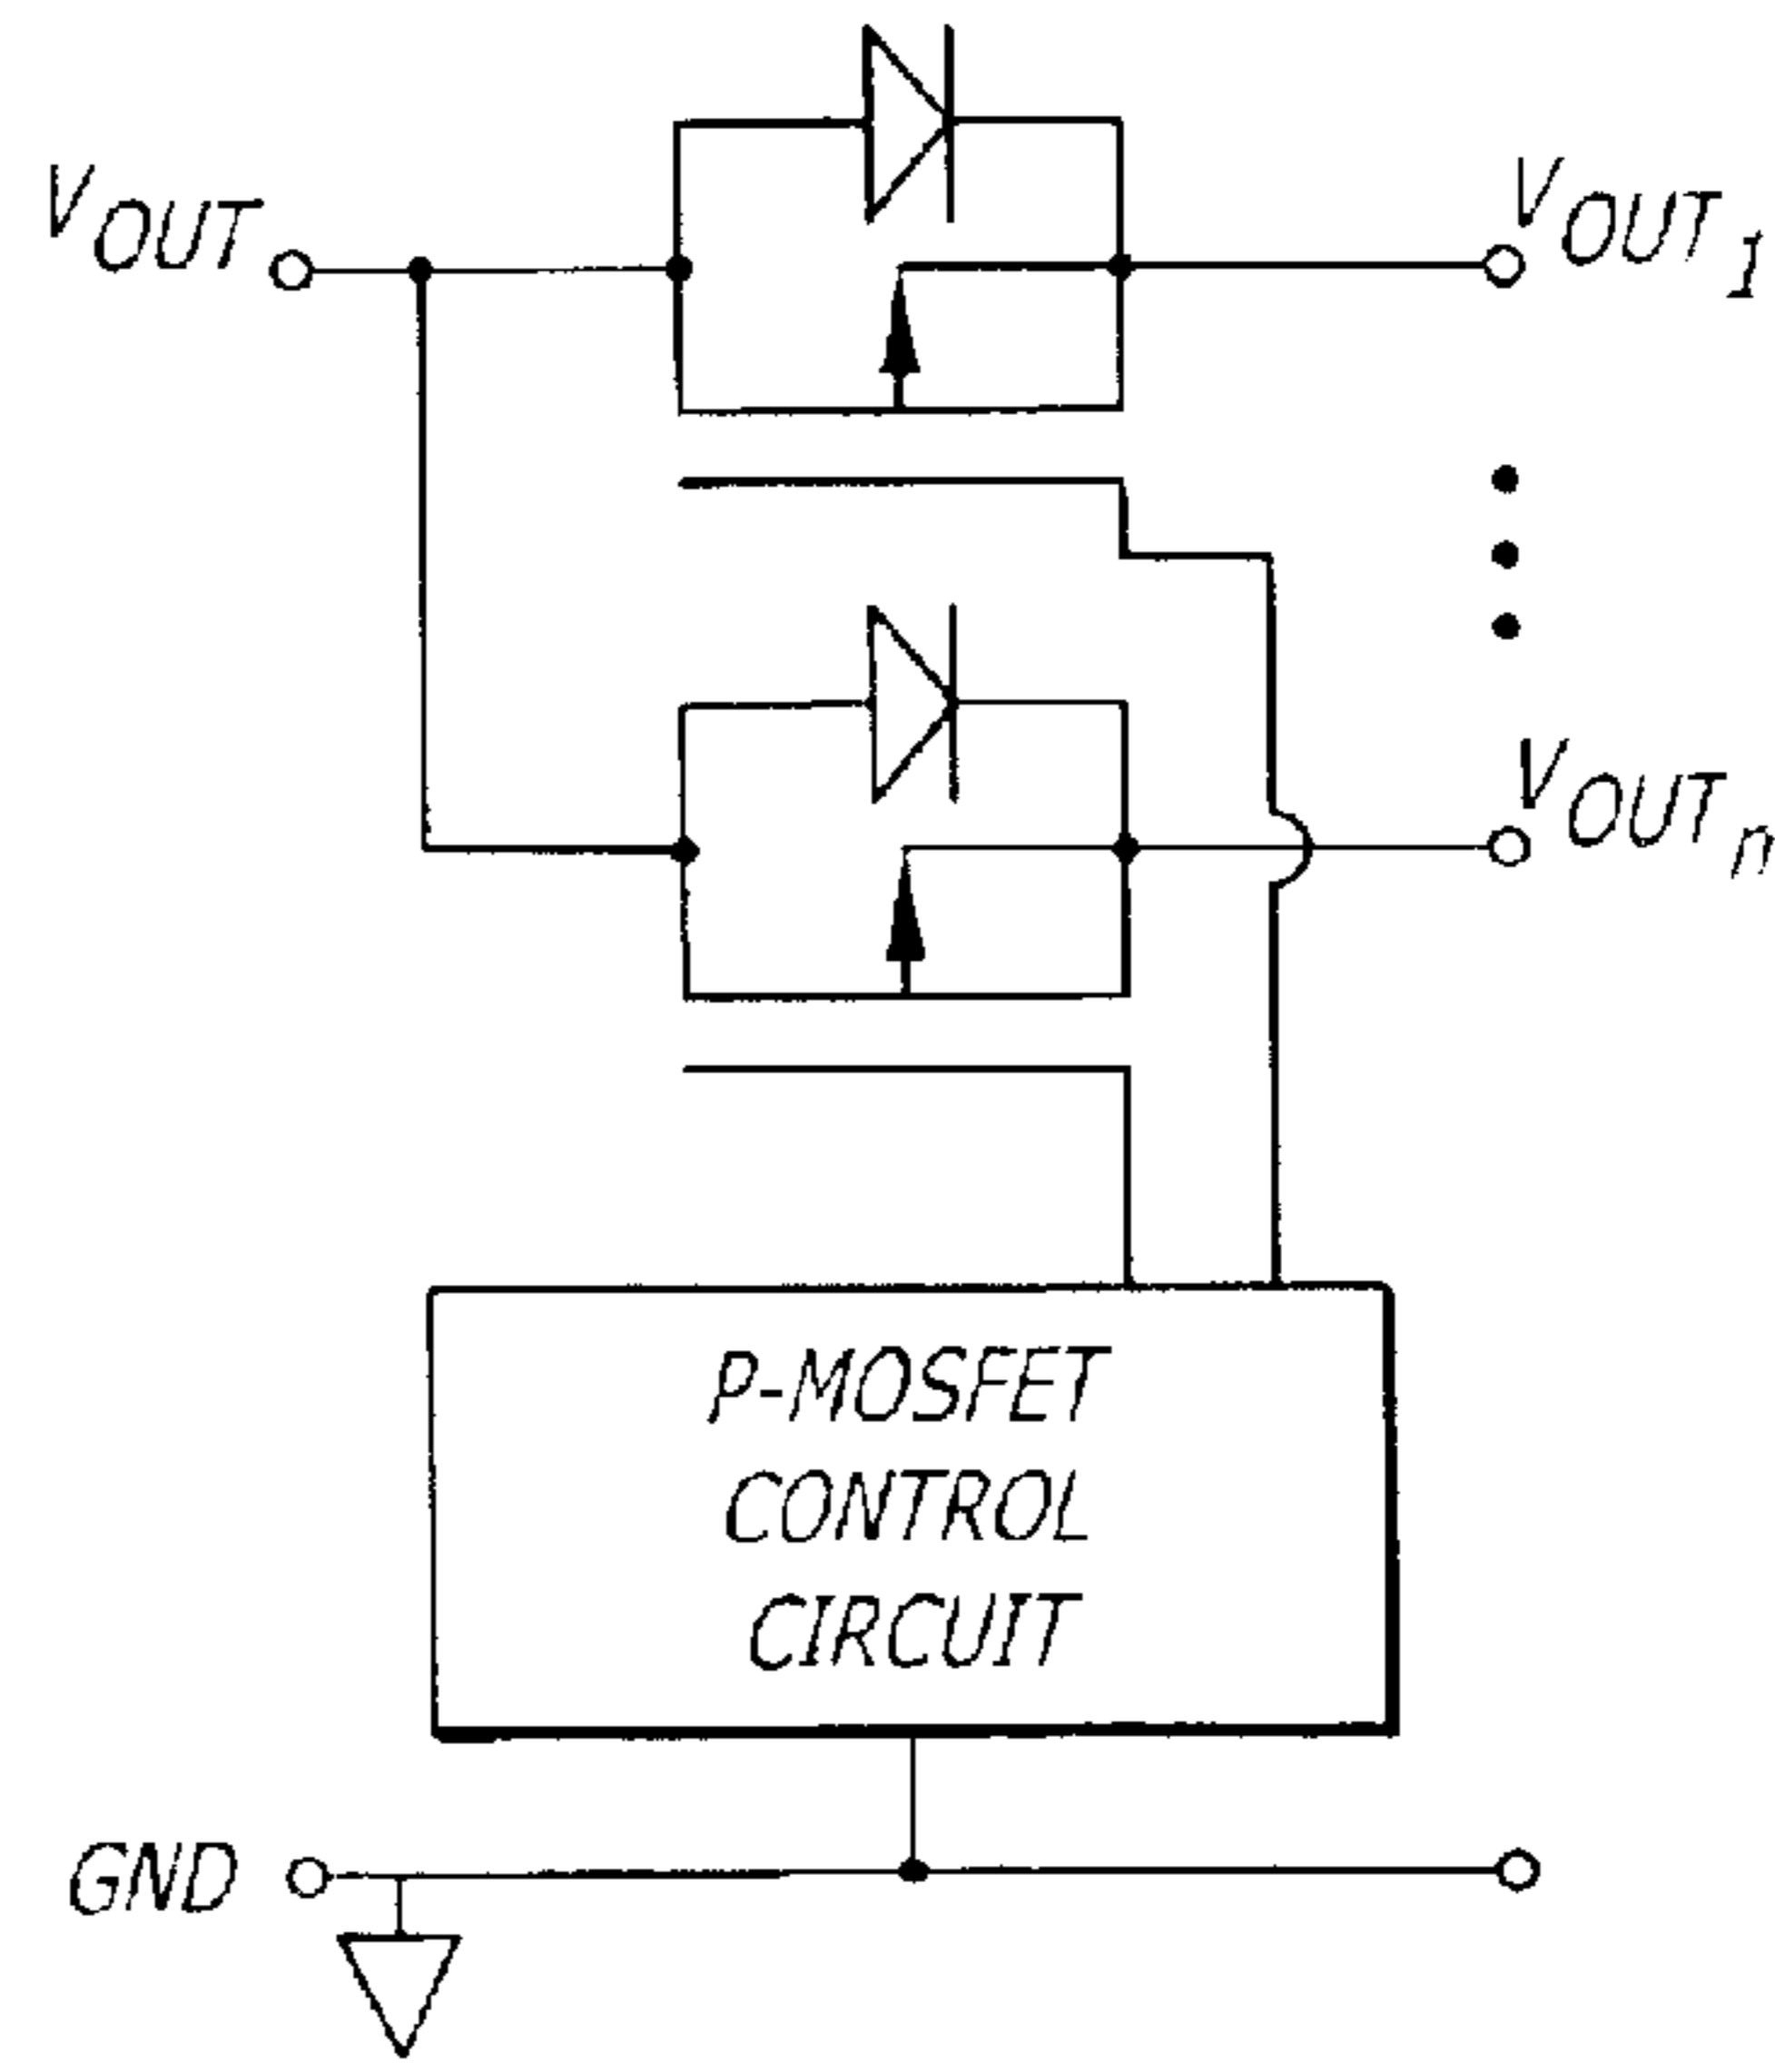 VOUT
VOUT1
VOUTn
P-MOSFET
CONTROL
CIRCUIT
GND